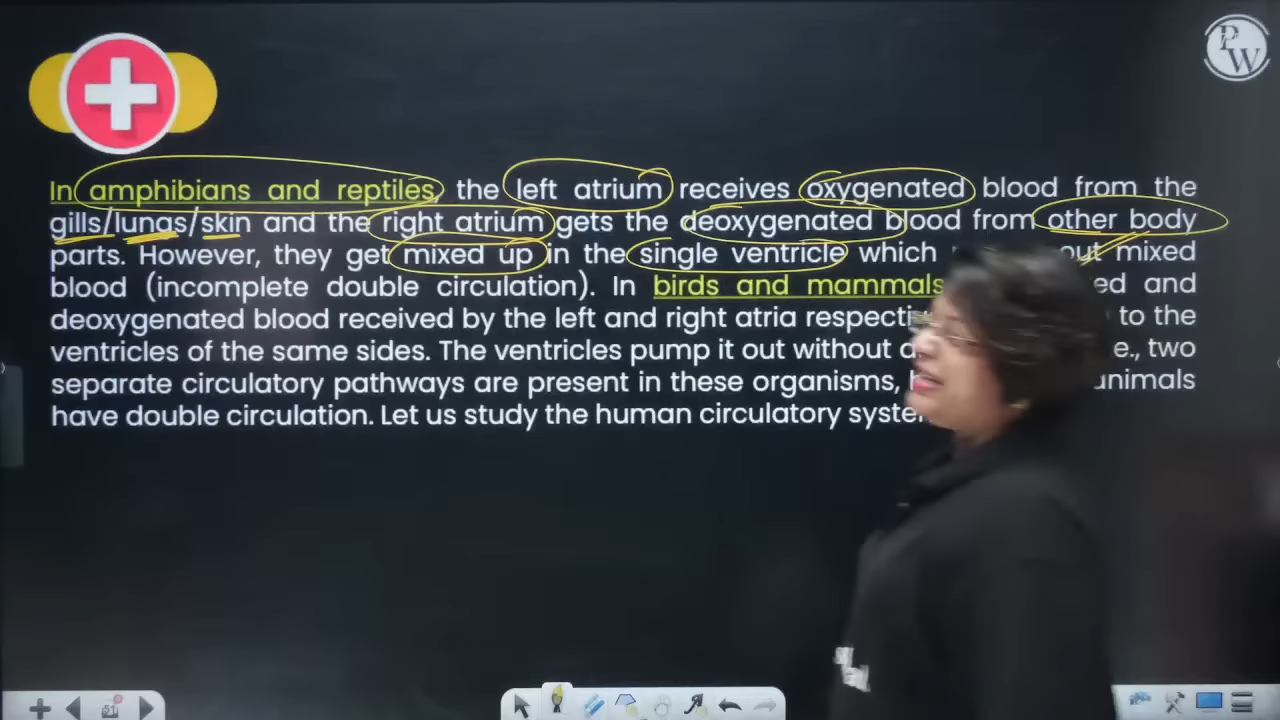 PW
In amphibians and reptiles, the left atrium receives oxygenated blood from the
gills/lungs/skin and the right atrium gets the deoxygenated blood from other body
parts. However, they get mixed up in the single ventricle which out mixed
blood (incomplete double circulation). In birds and mammals and
deoxygenated blood received by the left and right atria to the
ventricles of the same sides. The ventricles pump it out without two
separate circulatory pathways are present in these organisms, animals
have double circulation. Let us study the human circulatory
51